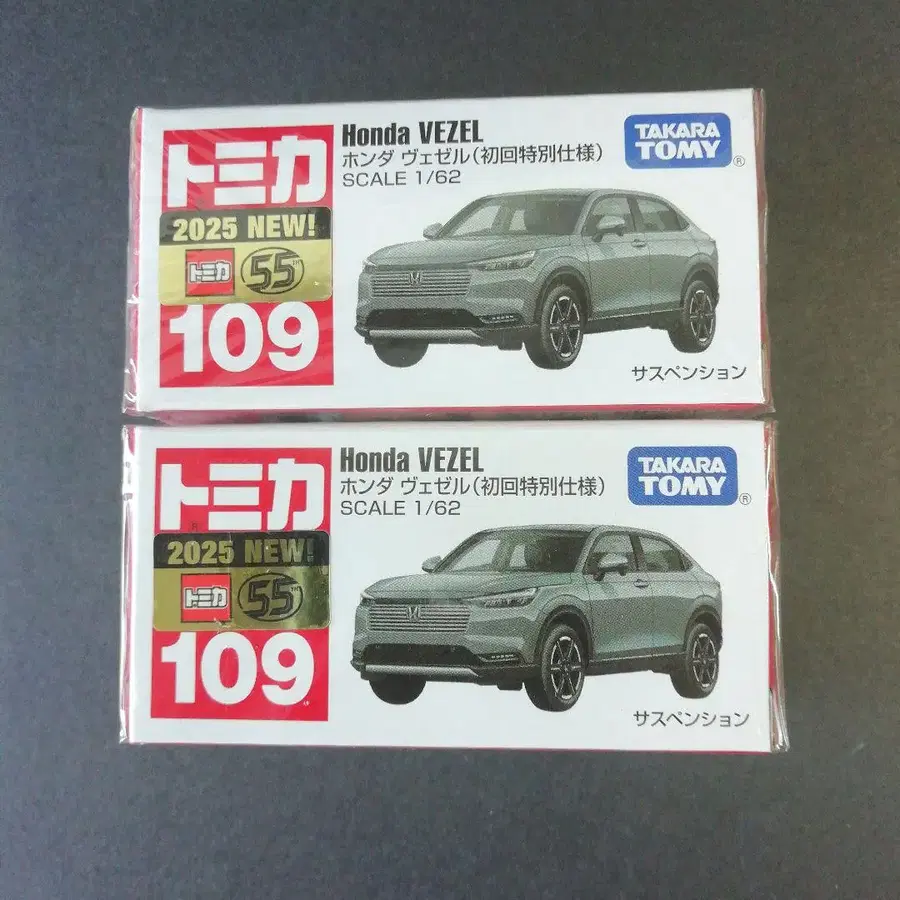 トミカ
2025 NEW!
トミカ 55TH
109
Honda VEZEL
ホンダ ヴェゼル(初回特別仕様)
SCALE 1/62
TAKARA
TOMY®
サスペンション
トミカ
2025 NEW!
トミカ 55TH
109
Honda VEZEL
ホンダ ヴェゼル(初回特別仕様)
SCALE 1/62
TAKARA
TOMY®
サスペンション